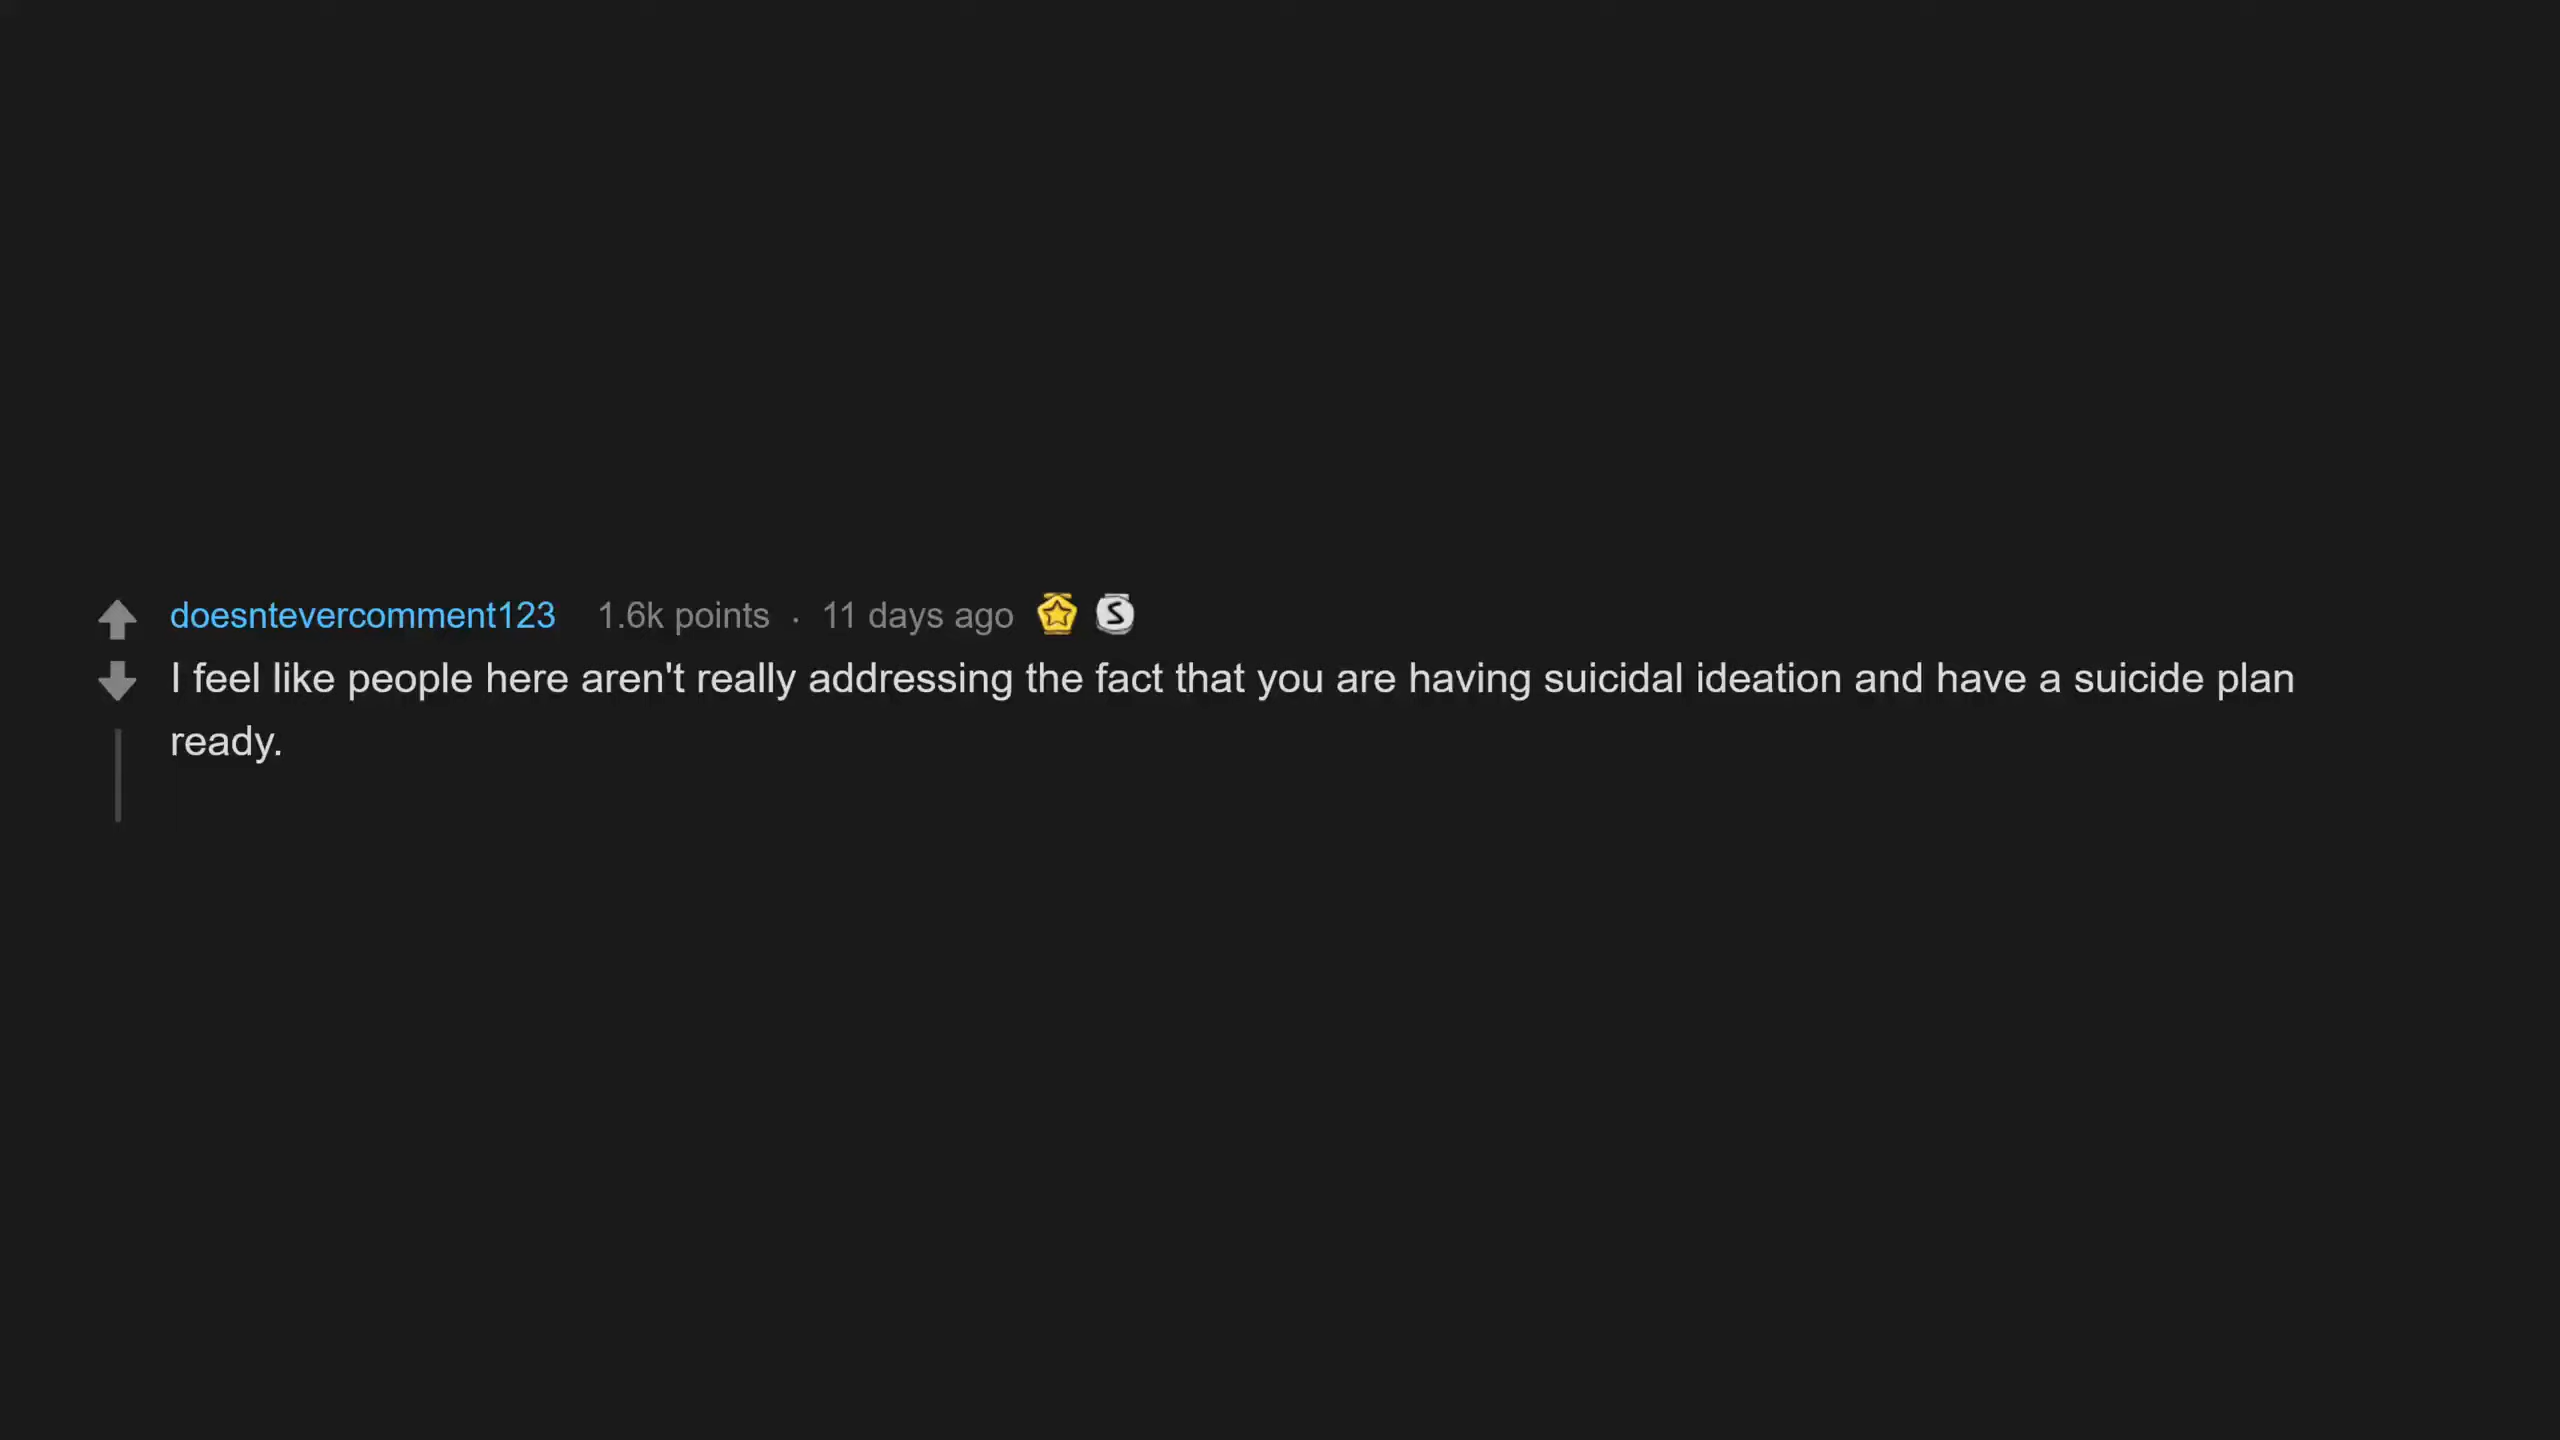 doesntevercomment123 1.6k points · 11 days ago
I feel like people here aren't really addressing the fact that you are having suicidal ideation and have a suicide plan
ready.